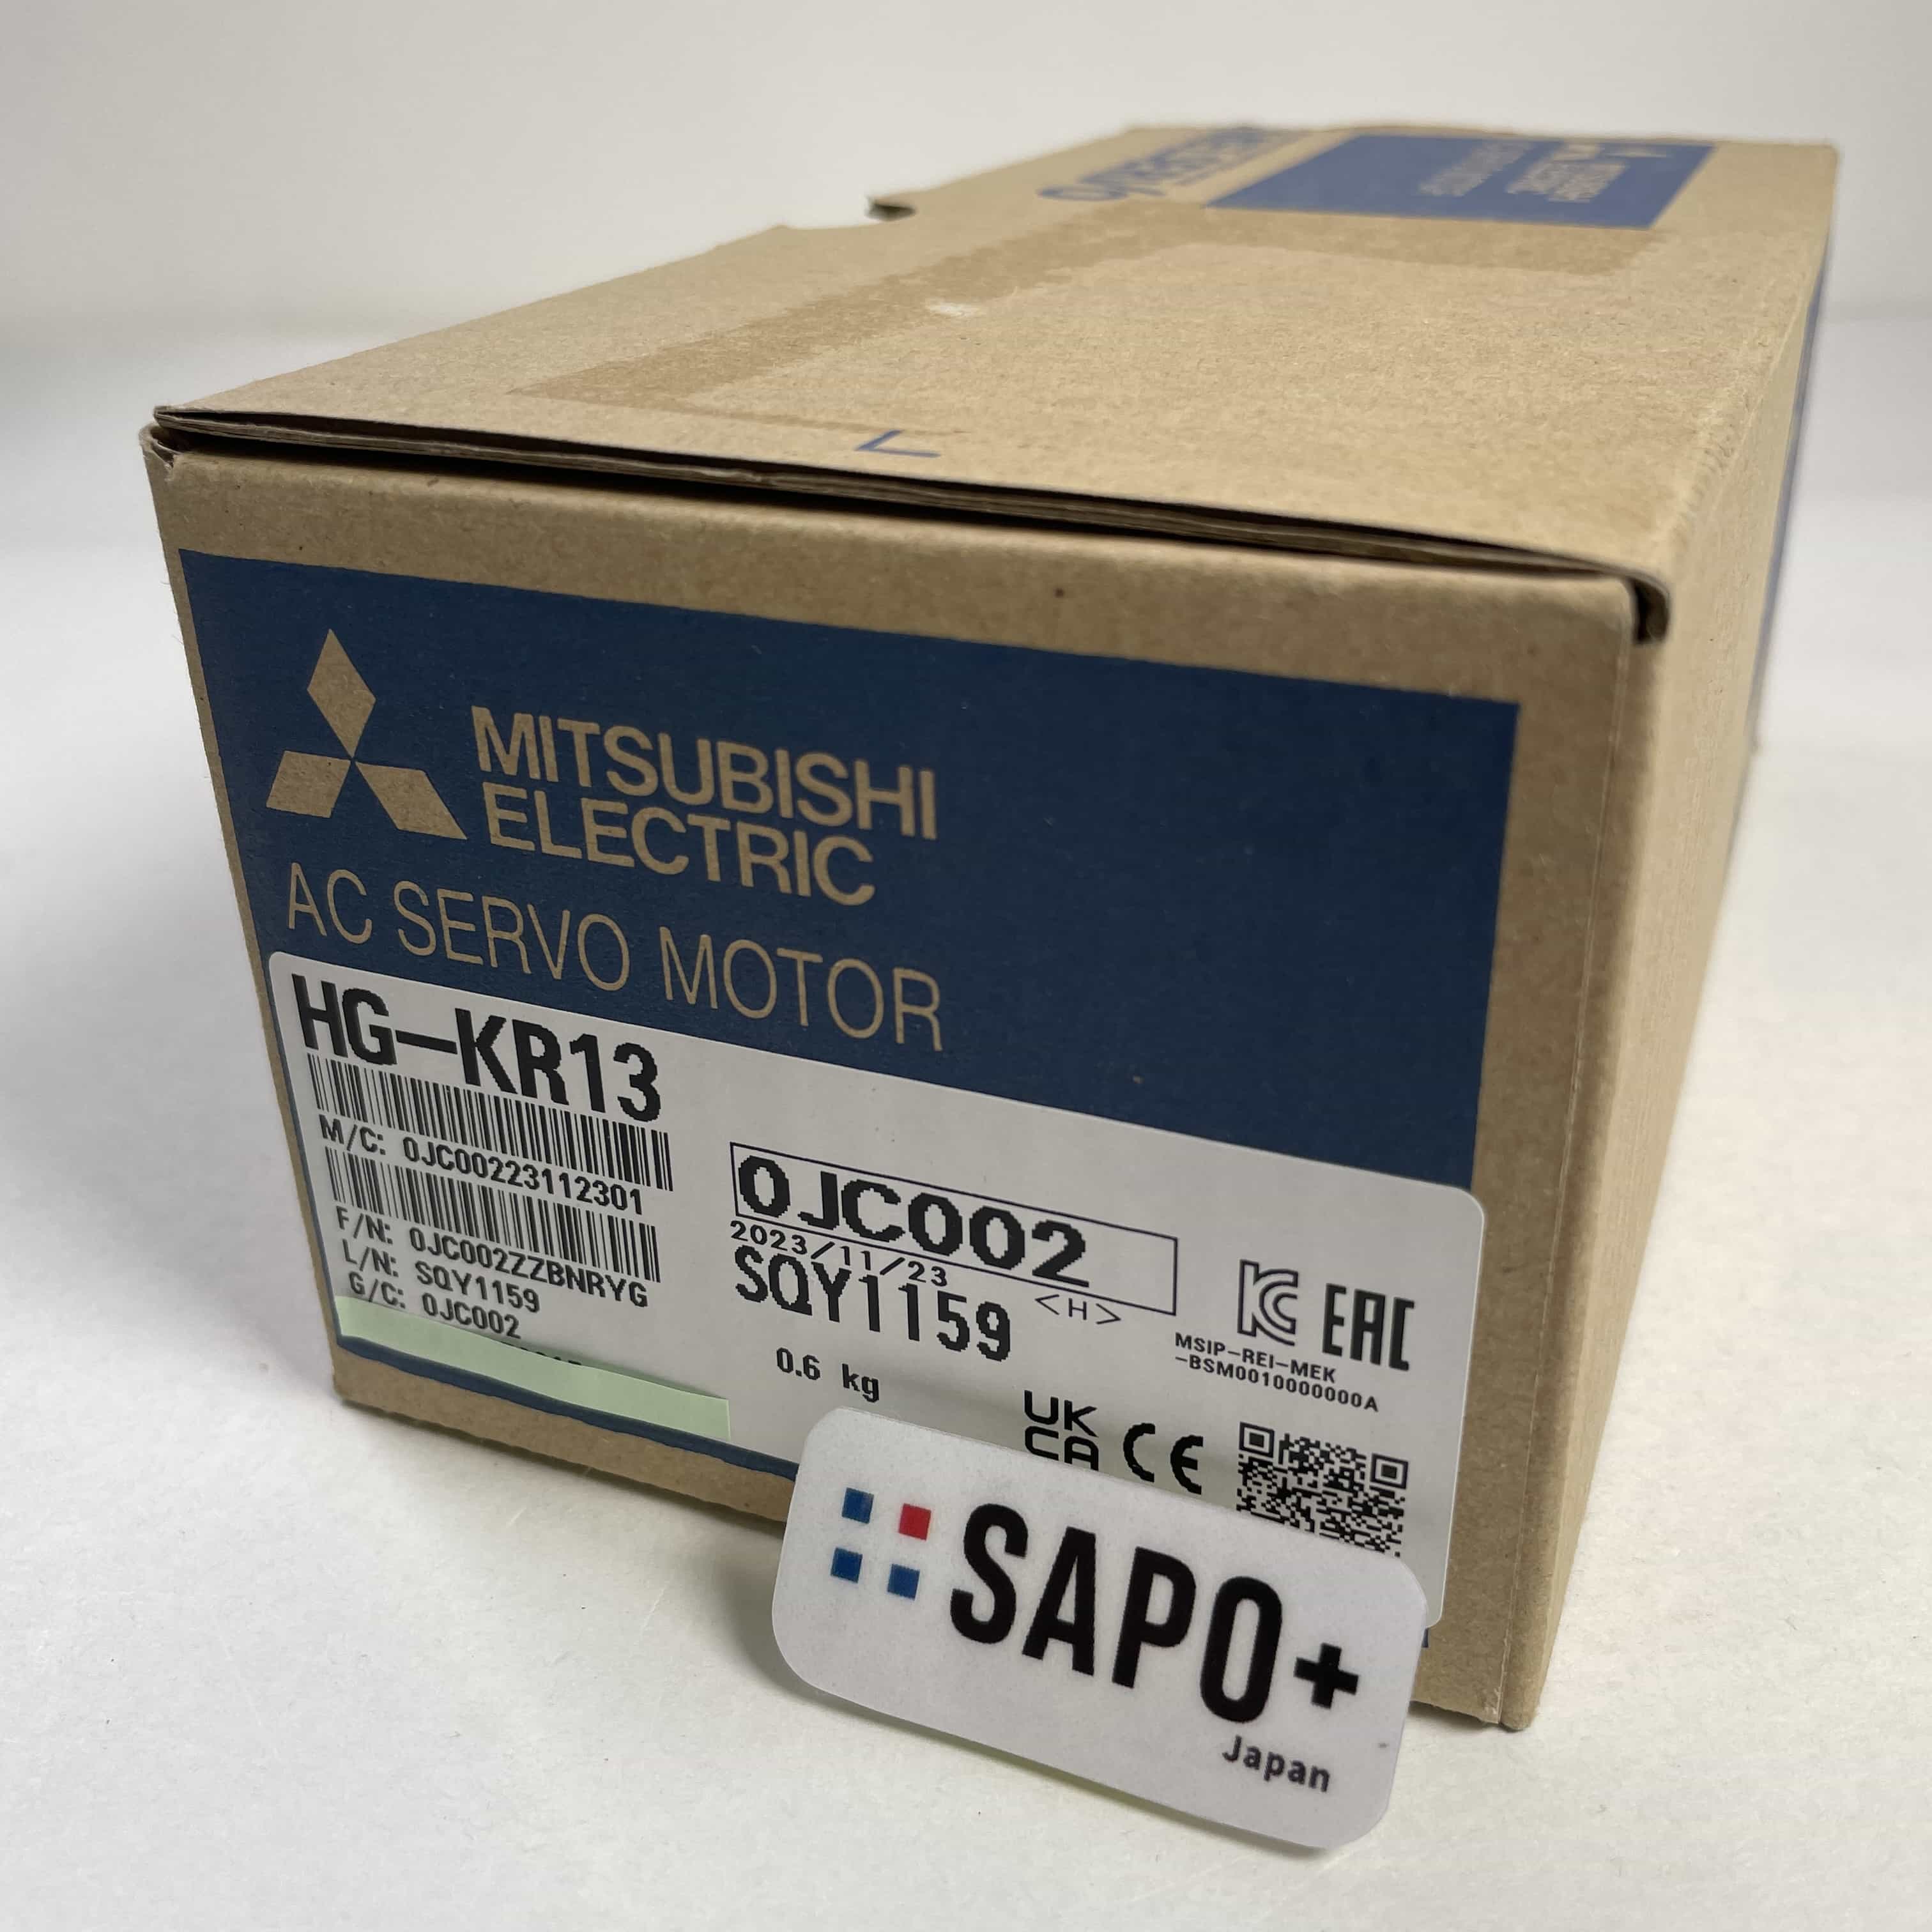 MITSUBISHI
ELECTRIC
AC SERVO MOTOR
HG-KR13
M/C: 0JC00223112301
F/N: 0JC002ZZBNRYG
L/N: SQY1159
G/C: 0JC002
0JC002
2023/11/23
SQY1159 <H>
0.6 kg
EAC
MSIP-REI-MEK
-BSM0010000000A
UK
CA
CE
SAPO+
Japan